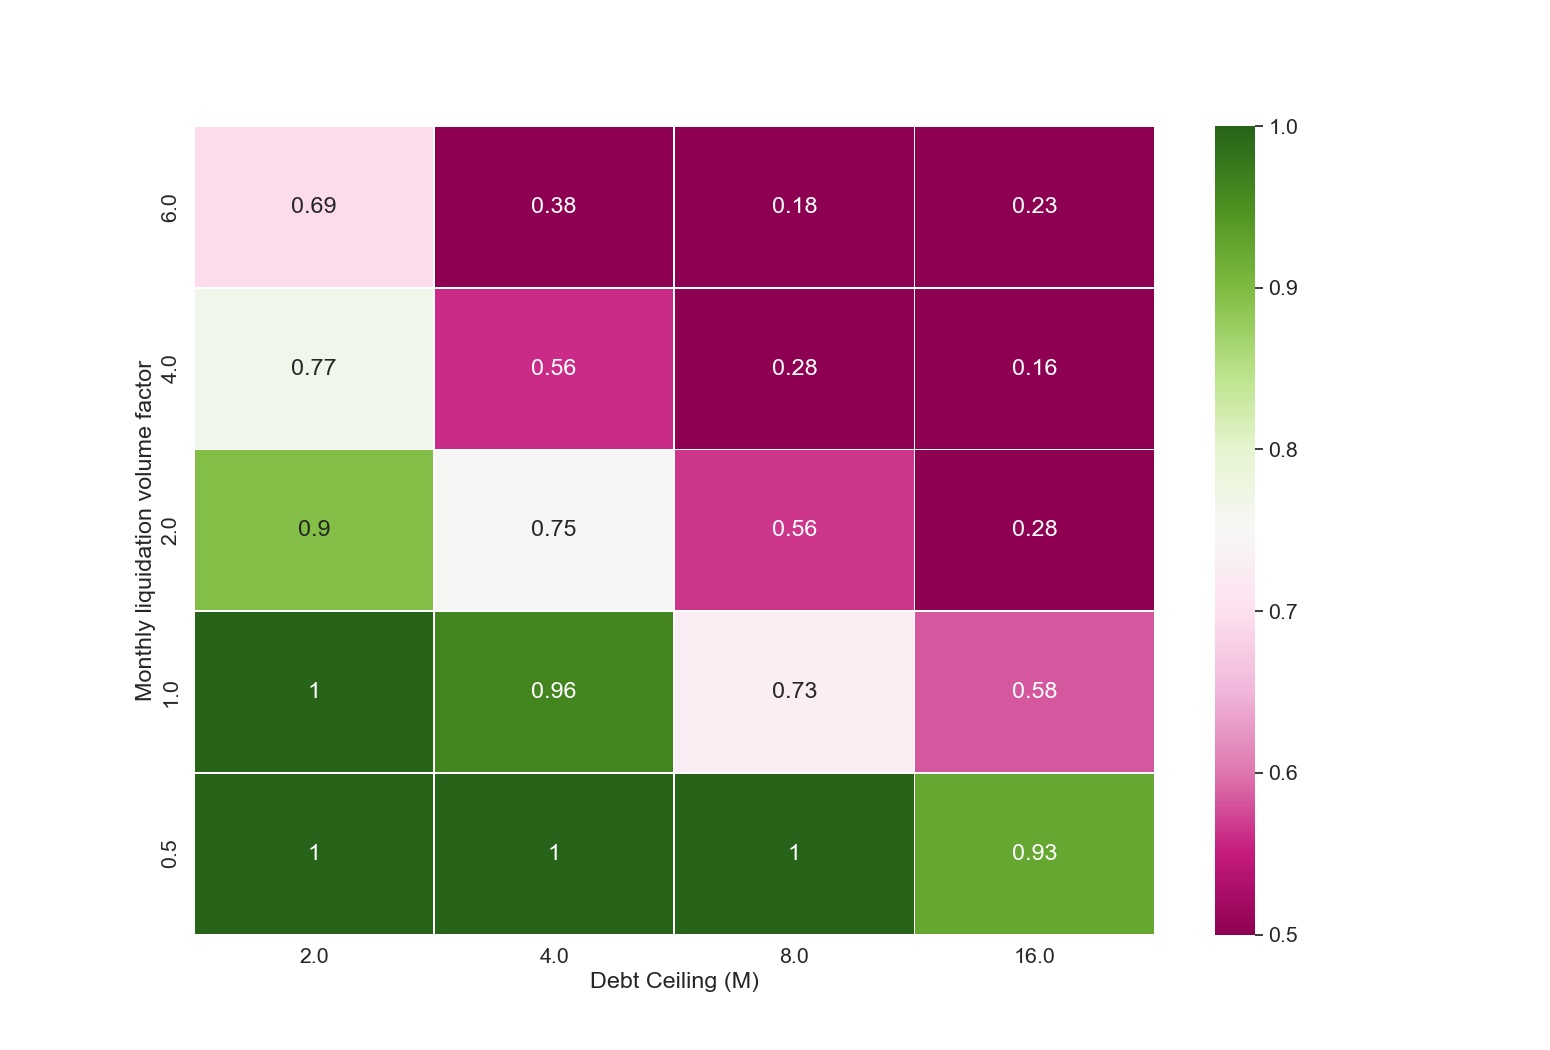 6.0 0.69 0.38 0.18 0.23
4.0 0.77 0.56 0.28 0.16
2.0 0.9 0.75 0.56 0.28
1.0 1 0.96 0.73 0.58
0.5 1 1 1 0.93
Monthly liquidation volume factor
2.0 4.0 8.0 16.0
Debt Ceiling (M)
1.0
0.9
0.8
0.7
0.6
0.5